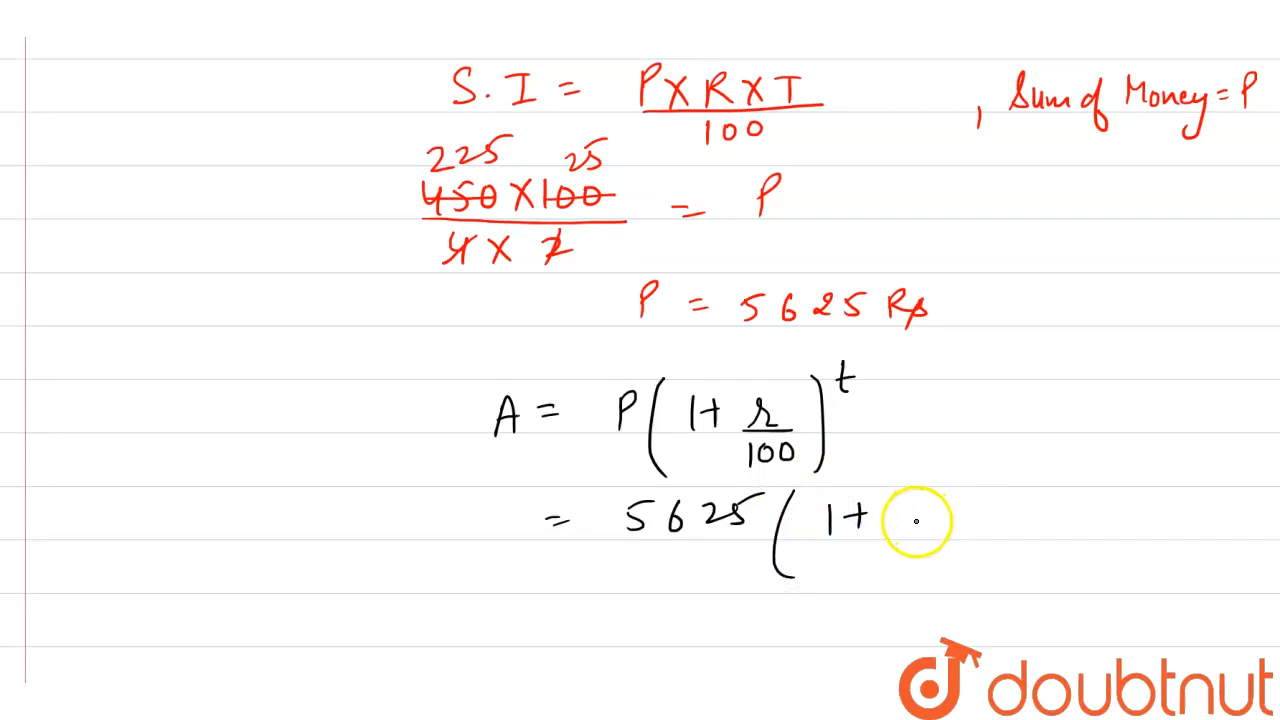 S.I = P X R X T / 100 , Sum of Money = P
225 25
450 X 100 / 4 X 2 = P
P = 5625 Rs
A = P ( 1 + r / 100 )^t
= 5625 ( 1 +
doubtnut